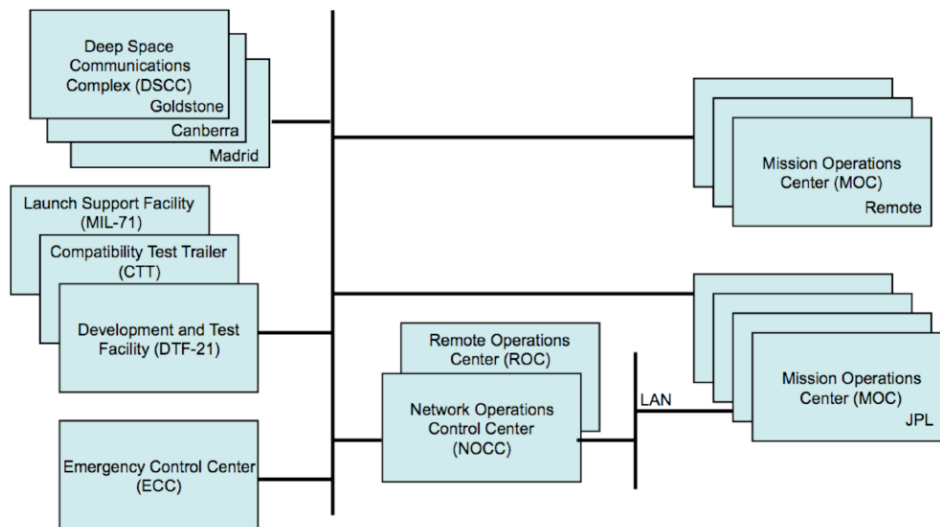 Deep Space
Communications
Complex (DSCC)
Goldstone
Canberra
Madrid
Launch Support Facility
(MIL-71)
Compatibility Test Trailer
(CTT)
Development and Test
Facility (DTF-21)
Emergency Control Center
(ECC)
Remote Operations
Center (ROC)
Network Operations
Control Center
(NOCC)
LAN
Mission Operations
Center (MOC)
Remote
Mission Operations
Center (MOC)
JPL